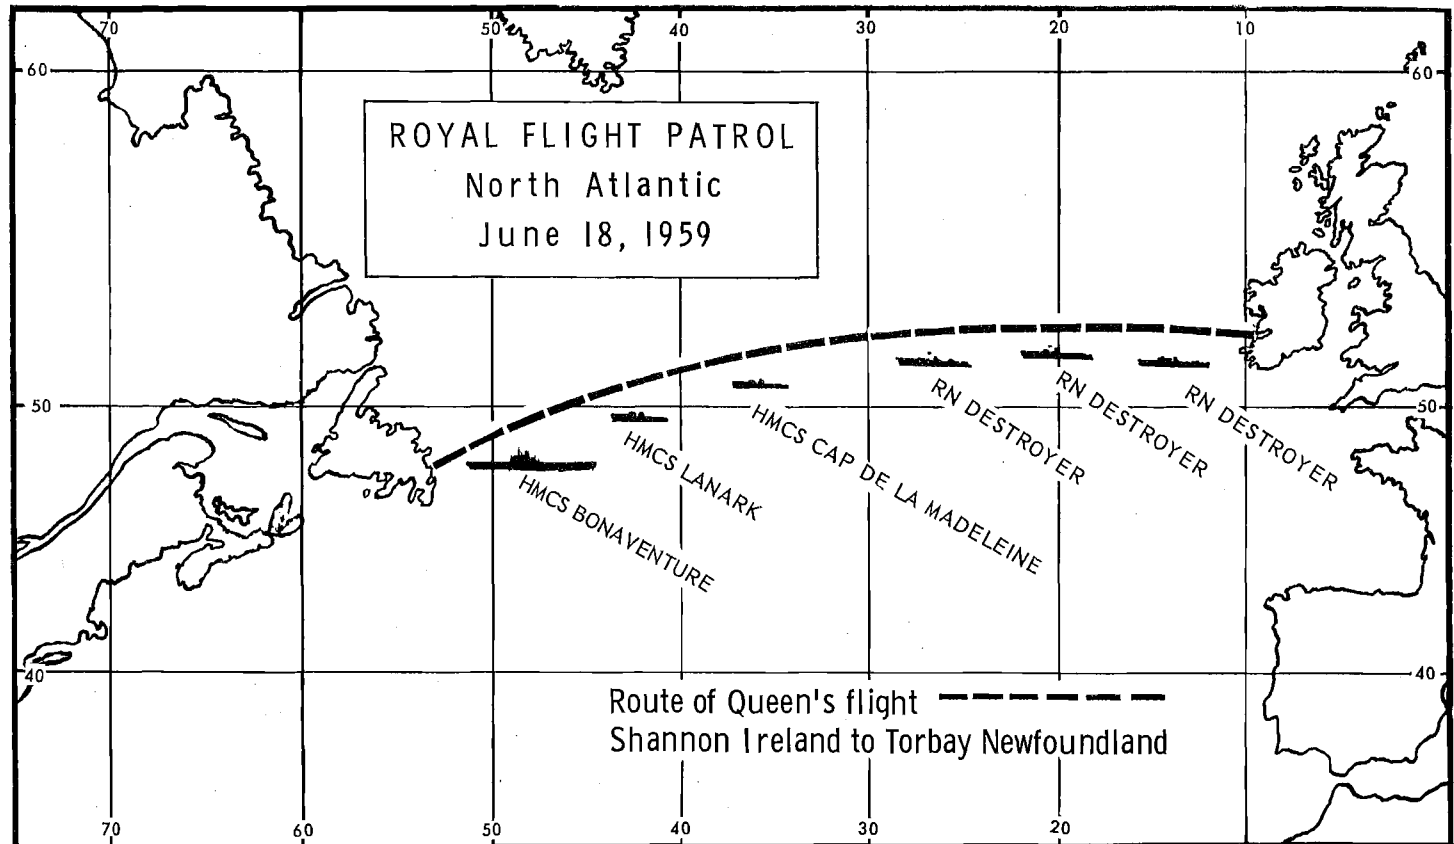 70 50 40 30 20 10
60 60
ROYAL FLIGHT PATROL
North Atlantic
June 18, 1959
50 50
RN DESTROYER
RN DESTROYER
RN DESTROYER
HMCS CAP DE LA MADELEINE
HMCS LANARK
HMCS BONAVENTURE
40 40
Route of Queen's flight
Shannon Ireland to Torbay Newfoundland
70 60 50 40 30 20 10